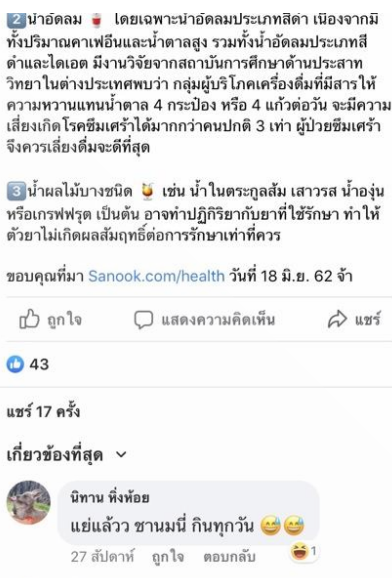 2 น้ำอัดลม 🥤 โดยเฉพาะน้ำอัดลมประเภทสีดำ เนื่องจากมี
ทั้งปริมาณคาเฟอีนและน้ำตาลสูง รวมทั้งน้ำอัดลมประเภทสี
ดำและไดเอต มีงานวิจัยจากสถาบันการศึกษาด้านประสาท
วิทยาในต่างประเทศพบว่า กลุ่มผู้บริโภคเครื่องดื่มที่มีสารให้
ความหวานแทนน้ำตาล 4 กระป๋อง หรือ 4 แก้วต่อวัน จะมีความ
เสี่ยงเกิดโรคซึมเศร้าได้มากกว่าคนปกติ 3 เท่า ผู้ป่วยซึมเศร้า
จึงควรเลี่ยงดื่มจะดีที่สุด
3 น้ำผลไม้บางชนิด 🍹 เช่น น้ำในตระกูลส้ม เสาวรส น้ำองุ่น
หรือเกรฟฟรุต เป็นต้น อาจทำปฏิกิริยากับยาที่ใช้รักษา ทำให้
ตัวยาไม่เกิดผลสัมฤทธิ์ต่อการรักษาเท่าที่ควร
ขอบคุณที่มา Sanook.com/health วันที่ 18 มิ.ย. 62 จ้า
ถูกใจ แสดงความคิดเห็น แชร์
43
แชร์ 17 ครั้ง
เกี่ยวข้องที่สุด
นิทาน หิ่งห้อย
แย่แล้วว ชานมนี่ กินทุกวัน 😅😅
27 สัปดาห์ ถูกใจ ตอบกลับ 😆 1